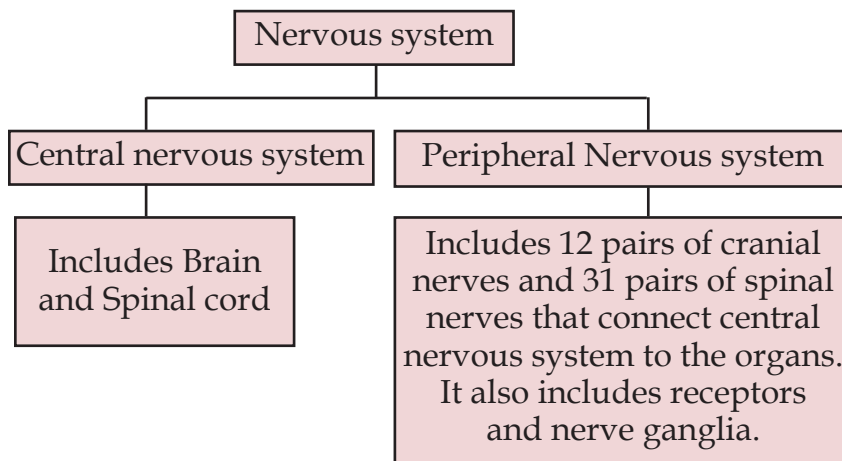 Nervous system
Central nervous system
Peripheral Nervous system
Includes Brain
and Spinal cord
Includes 12 pairs of cranial
nerves and 31 pairs of spinal
nerves that connect central
nervous system to the organs.
It also includes receptors
and nerve ganglia.